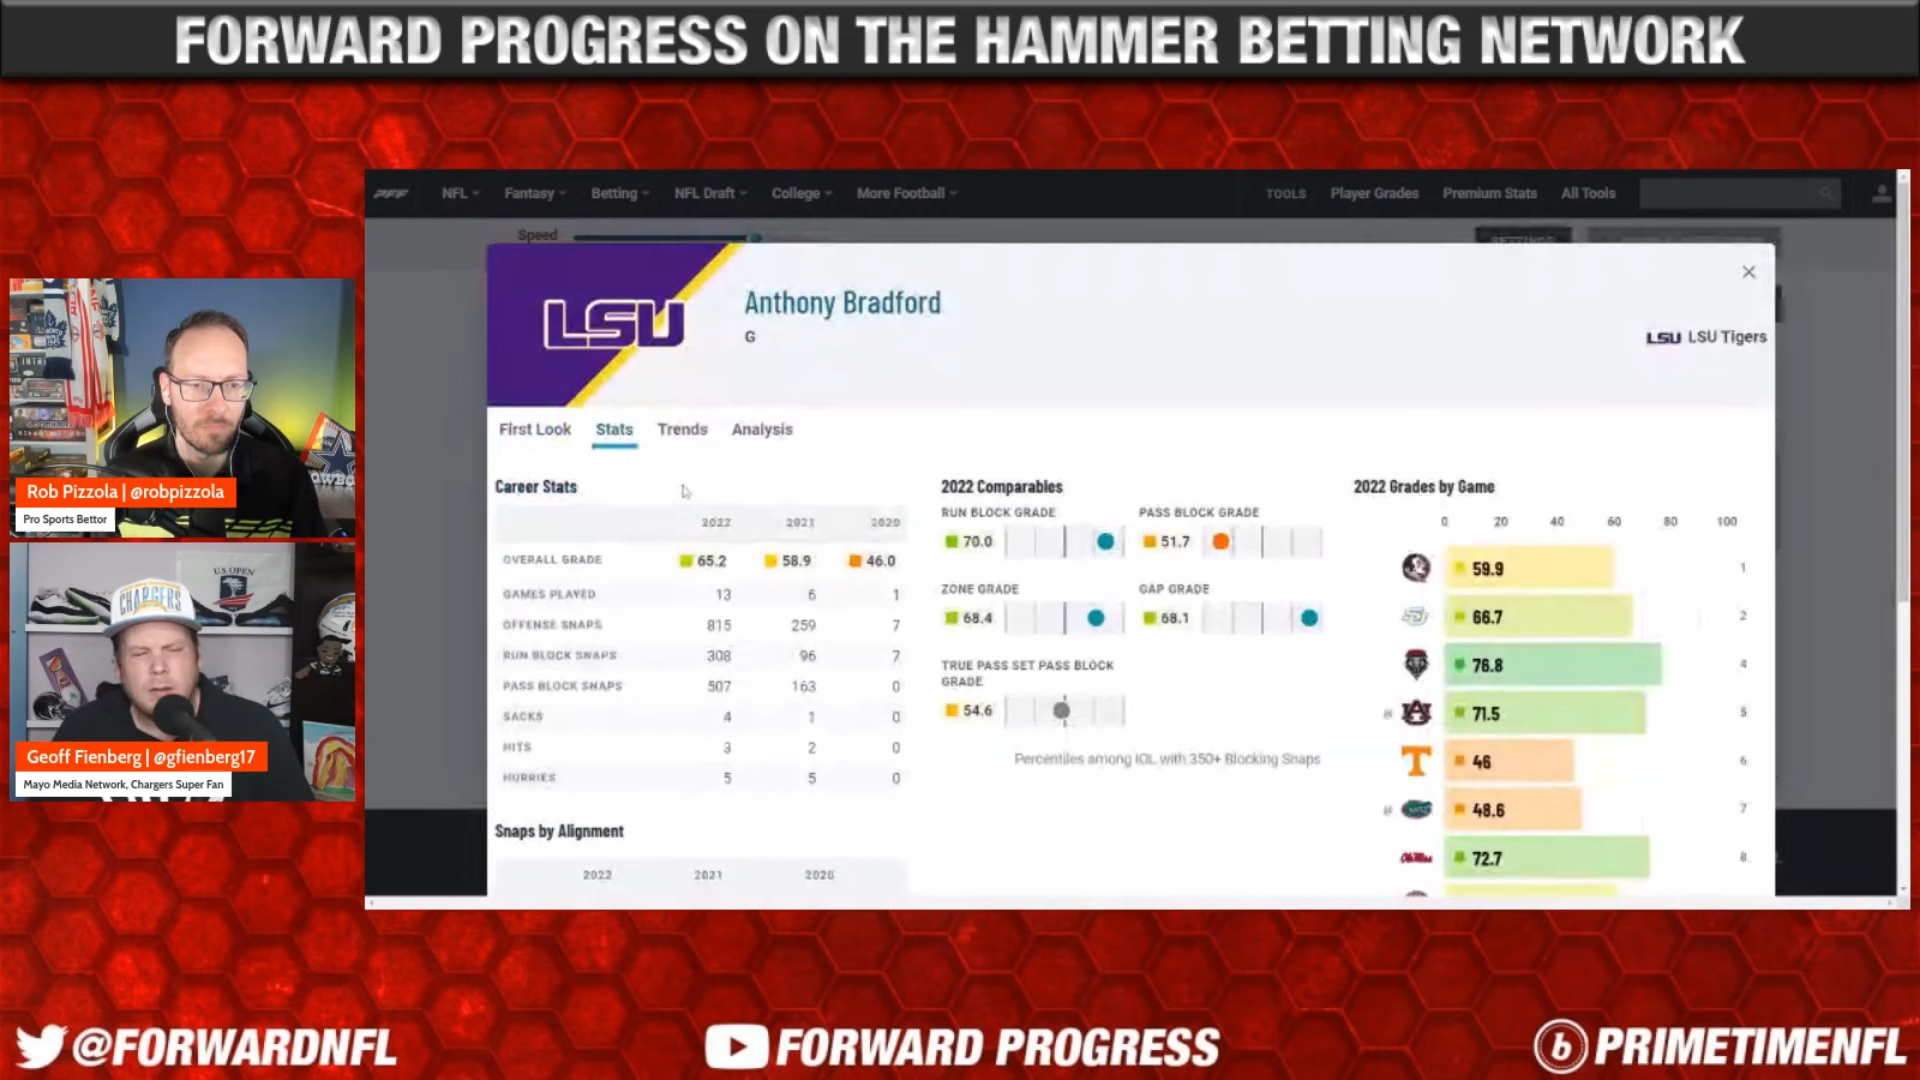 FORWARD PROGRESS ON THE HAMMER BETTING NETWORK
PFF NFL Fantasy Betting NFL Draft College More Football TOOLS Player Grades Premium Stats All Tools
Speed
LSU
Anthony Bradford
G
LSU LSU Tigers
First Look Stats Trends Analysis
Career Stats
2022 2021 2020
OVERALL GRADE 65.2 58.9 46.0
GAMES PLAYED 13 6 1
OFFENSE SNAPS 815 259 7
RUN BLOCK SNAPS 308 96 7
PASS BLOCK SNAPS 507 163 0
SACKS 4 1 0
HITS 3 2 0
HURRIES 5 5 0
Snaps by Alignment
2022 2021 2020
2022 Comparables
RUN BLOCK GRADE PASS BLOCK GRADE
70.0 51.7
ZONE GRADE GAP GRADE
68.4 68.1
TRUE PASS SET PASS BLOCK
GRADE
54.6
Percentiles among IOL with 350+ Blocking Snaps
2022 Grades by Game
0 20 40 60 80 100
59.9 1
66.7 2
76.8 4
@ 71.5 5
T 46 6
@ 48.6 7
Ole Miss 72.7 8
Rob Pizzola | @robpizzola
Pro Sports Bettor
U.S. OPEN
CHARGERS
Geoff Fienberg | @gfienberg17
Mayo Media Network, Chargers Super Fan
@FORWARDNFL
FORWARD PROGRESS
b PRIMETIMENFL